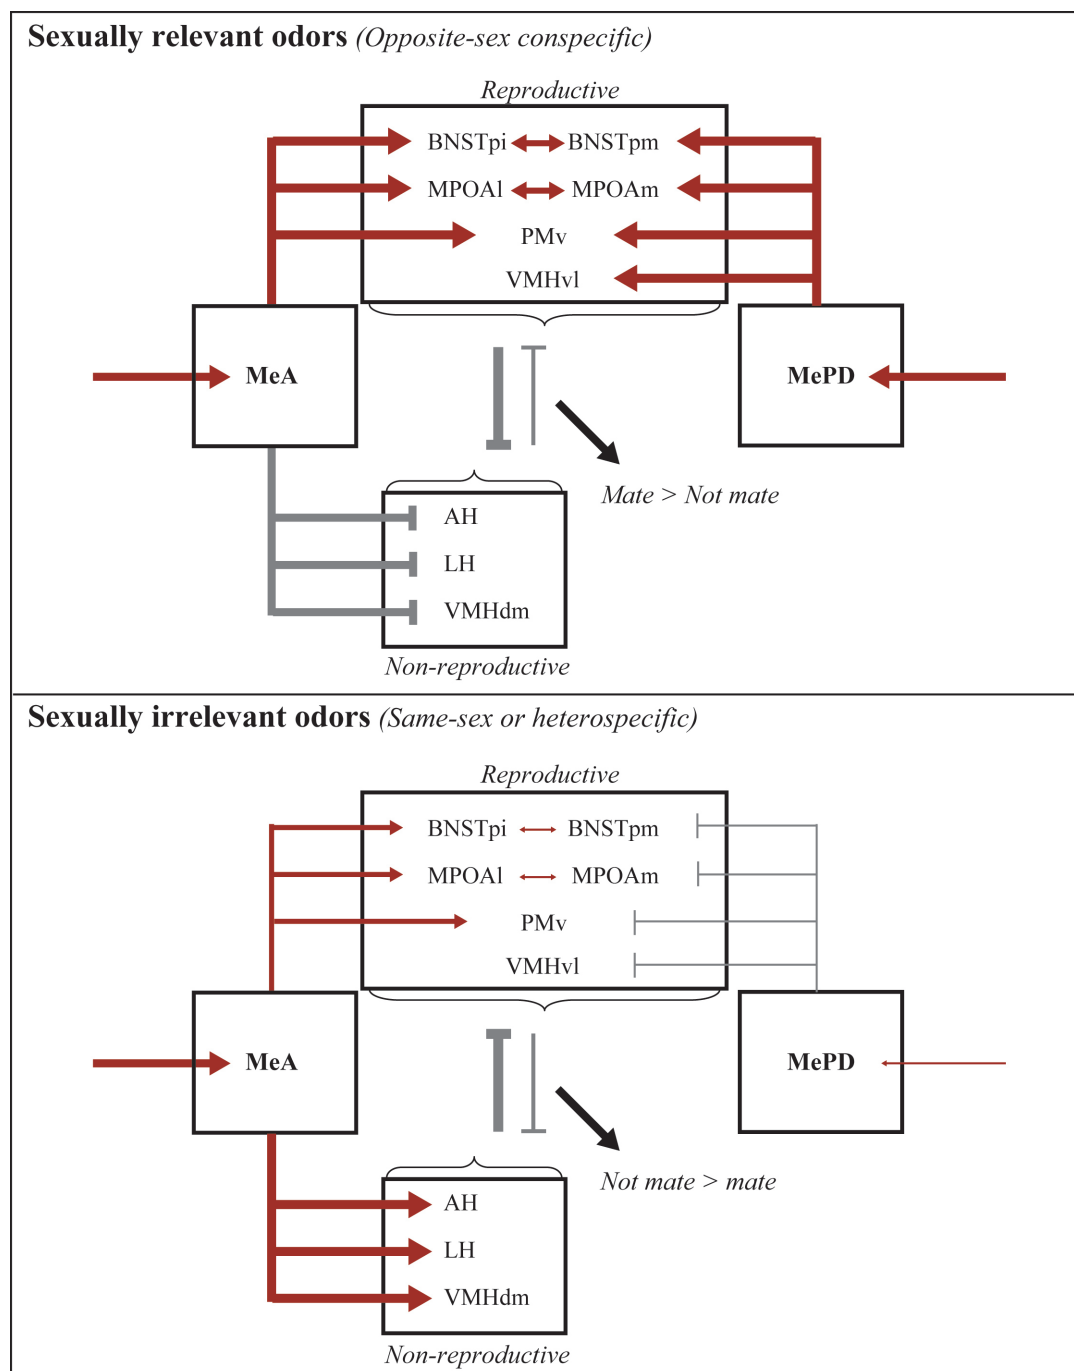 Sexually relevant odors (Opposite-sex conspecific)
Reproductive
BNSTpi BNSTpm
MPOAl MPOAm
PMv
VMHvl
MeA MePD
Mate > Not mate
AH
LH
VMHdm
Non-reproductive
Sexually irrelevant odors (Same-sex or heterospecific)
Reproductive
BNSTpi BNSTpm
MPOAl MPOAm
PMv
VMHvl
MeA MePD
Not mate > mate
AH
LH
VMHdm
Non-reproductive